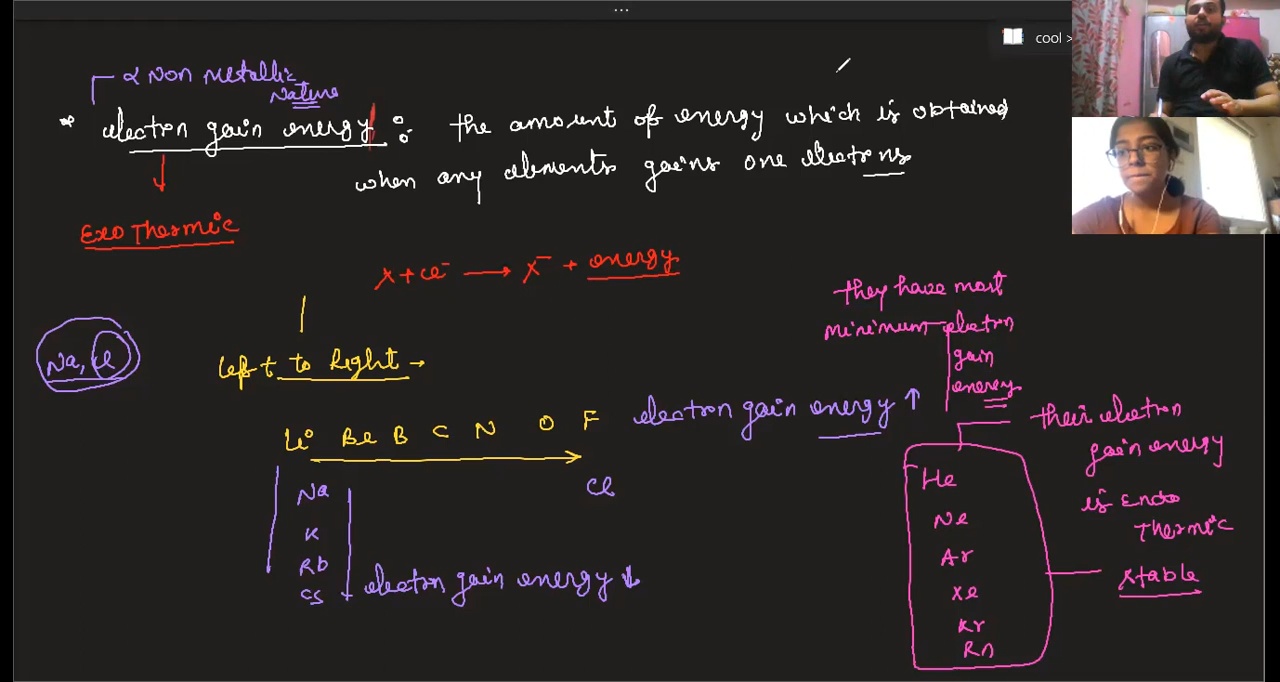 ...
cool >
α Non metallic
Nature
* electron gain energy : the amount of energy which is obtained
when any elements gains one electrons
Exo Thermic
X + e⁻ → X⁻ + energy
Na, Cl
Left t to Right →
Li Be B C N O F
electron gain energy ↑
Na
K
Rb
Cs
Cl
electron gain energy ↓
they have most
minimum electron
gain
energy
their electron
gain energy
is Endo
Thermic
He
Ne
Ar
Xe
Kr
Rn
stable